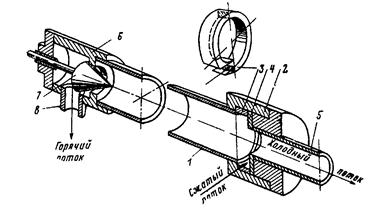 6
3 4 2
5
7
8
Горячий
поток
1
Сжатый
поток
Холодный
поток